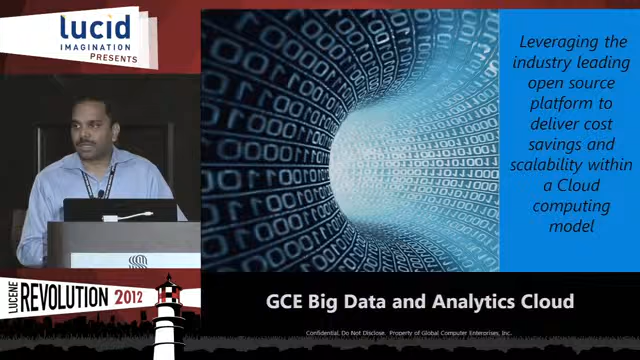 lucid
IMAGINATION
PRESENTS
Leveraging the
industry leading
open source
platform to
deliver cost
savings and
scalability within
a Cloud
computing
model
LUCENE
REVOLUTION 2012
GCE Big Data and Analytics Cloud
Confidential. Do Not Disclose. Property of Global Computer Enterprises, Inc.